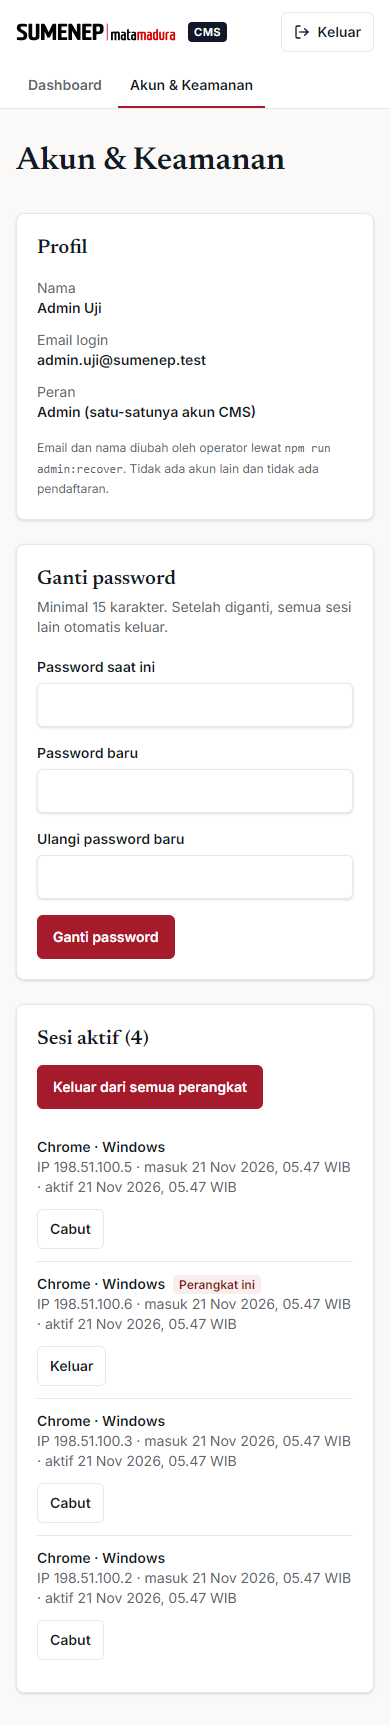 SUMENEP matamadura CMS Keluar
Dashboard Akun & Keamanan
Akun & Keamanan
Profil
Nama
Admin Uji
Email login
admin.uji@sumenep.test
Peran
Admin (satu-satunya akun CMS)
Email dan nama diubah oleh operator lewat npm run
admin:recover. Tidak ada akun lain dan tidak ada
pendaftaran.
Ganti password
Minimal 15 karakter. Setelah diganti, semua sesi
lain otomatis keluar.
Password saat ini
Password baru
Ulangi password baru
Ganti password
Sesi aktif (4)
Keluar dari semua perangkat
Chrome · Windows
IP 198.51.100.5 · masuk 21 Nov 2026, 05.47 WIB
· aktif 21 Nov 2026, 05.47 WIB
Cabut
Chrome · Windows Perangkat ini
IP 198.51.100.6 · masuk 21 Nov 2026, 05.47 WIB
· aktif 21 Nov 2026, 05.47 WIB
Keluar
Chrome · Windows
IP 198.51.100.3 · masuk 21 Nov 2026, 05.47 WIB
· aktif 21 Nov 2026, 05.47 WIB
Cabut
Chrome · Windows
IP 198.51.100.2 · masuk 21 Nov 2026, 05.47 WIB
· aktif 21 Nov 2026, 05.47 WIB
Cabut